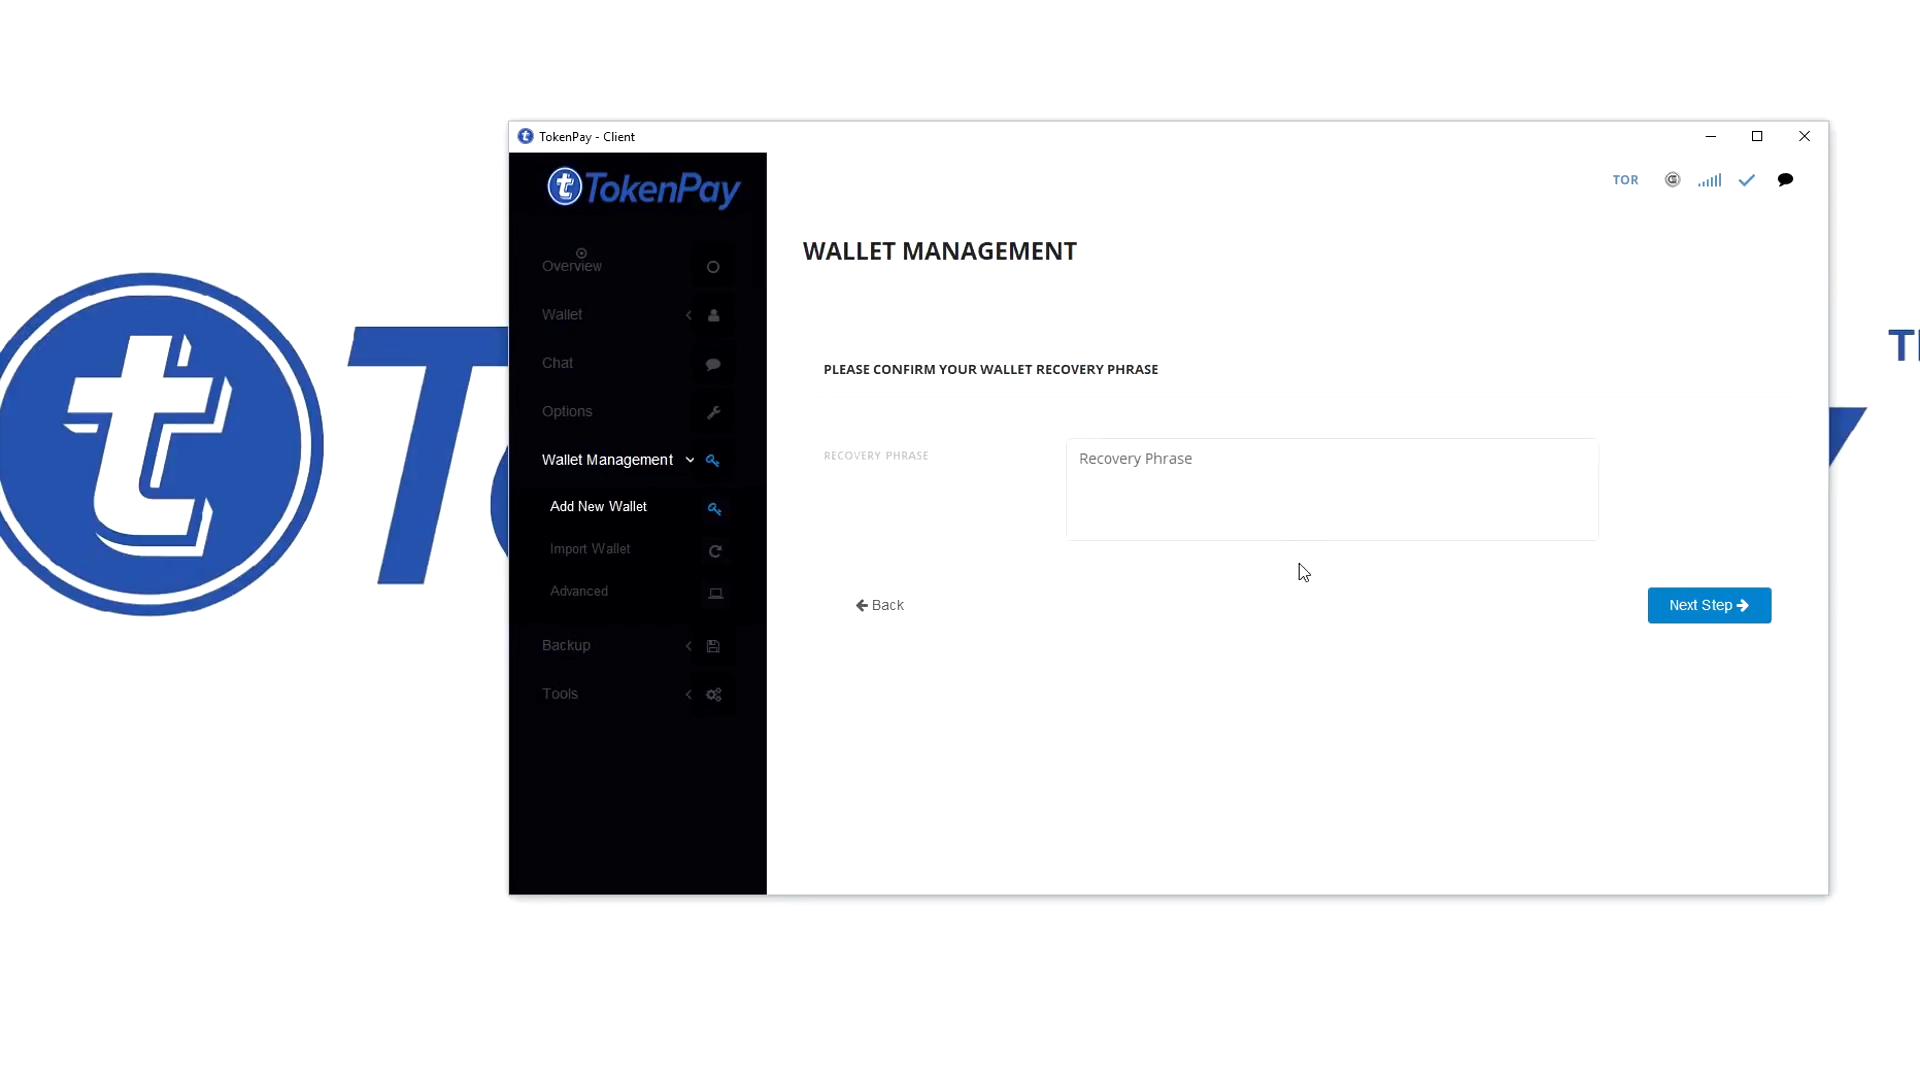 TokenPay - Client
TokenPay
TOR
Overview
Wallet
Chat
Options
Wallet Management
Add New Wallet
Import Wallet
Advanced
Backup
Tools
WALLET MANAGEMENT
PLEASE CONFIRM YOUR WALLET RECOVERY PHRASE
RECOVERY PHRASE
Recovery Phrase
Back
Next Step